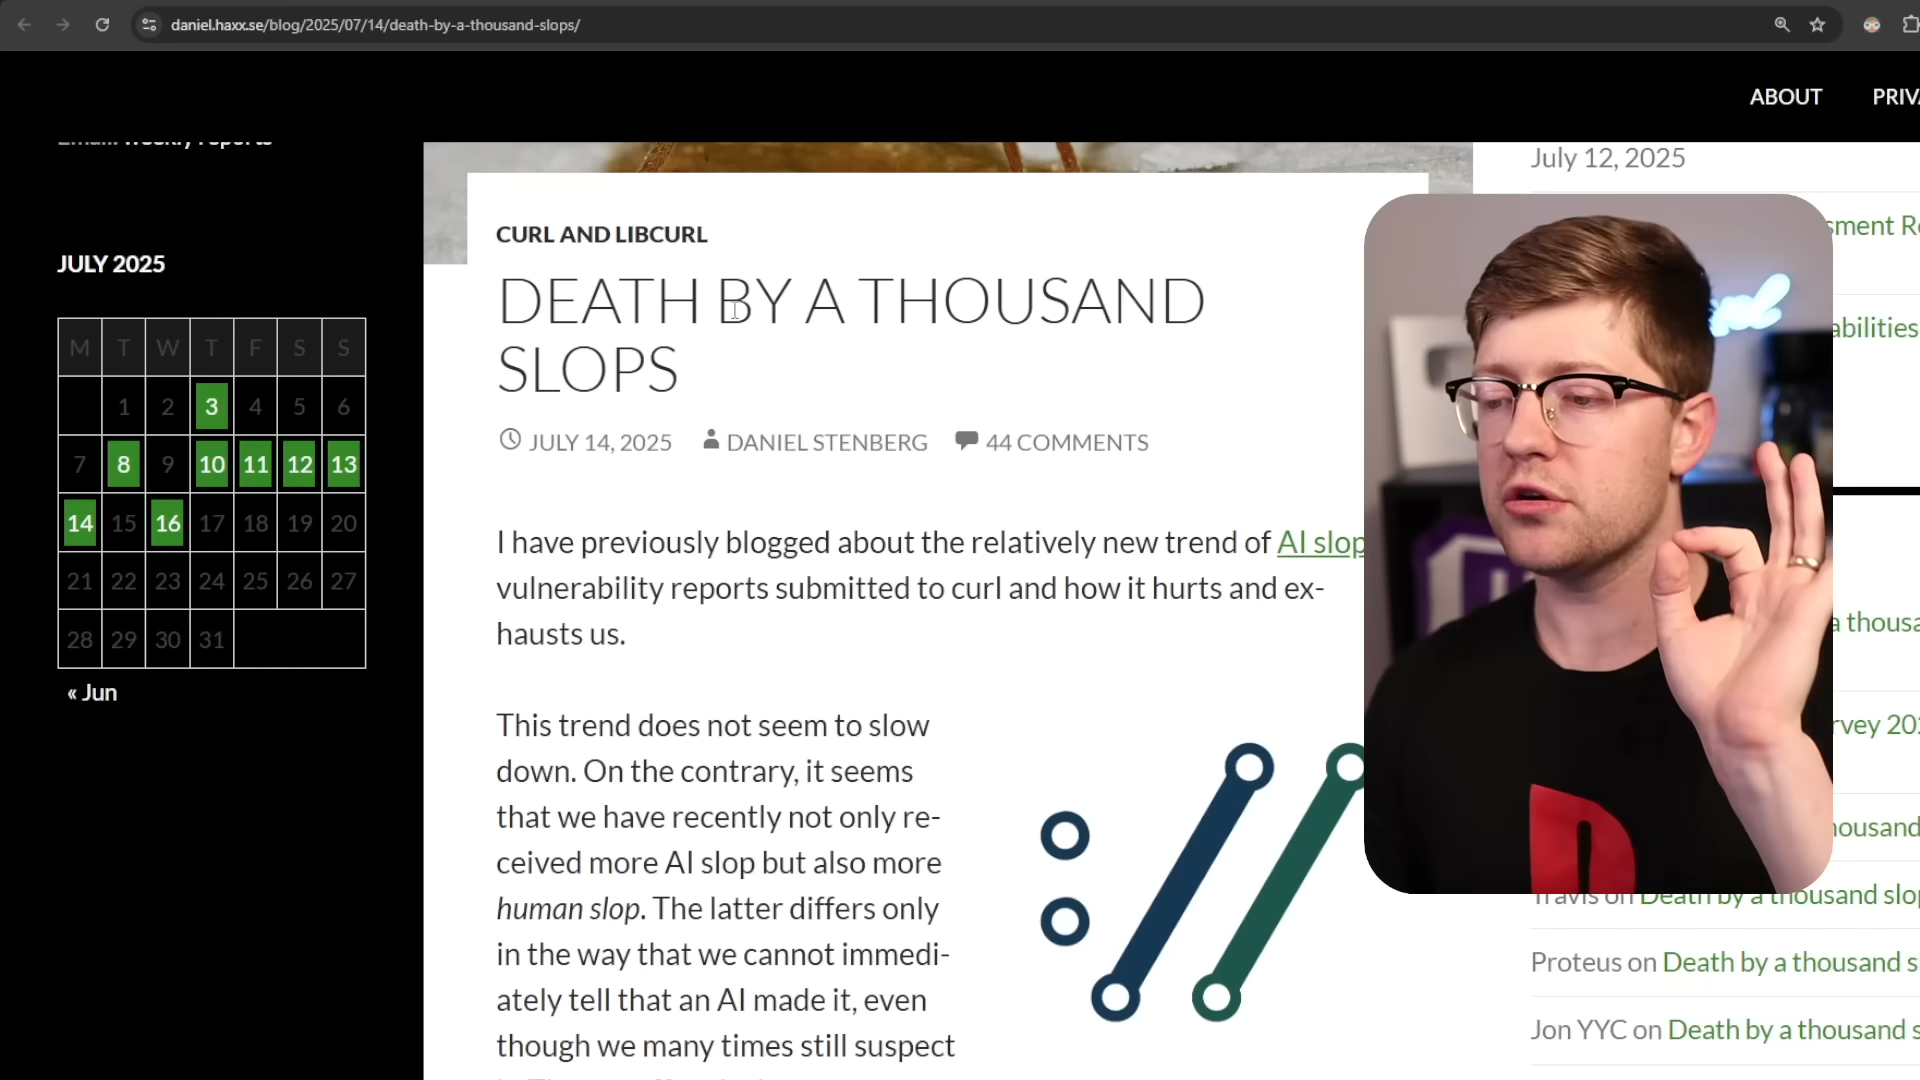 daniel.haxx.se/blog/2025/07/14/death-by-a-thousand-slops/
ABOUT
weekly reports
JULY 2025
M T W T F S S
1 2 3 4 5 6
7 8 9 10 11 12 13
14 15 16 17 18 19 20
21 22 23 24 25 26 27
28 29 30 31
« Jun
CURL AND LIBCURL
DEATH BY A THOUSAND
SLOPS
JULY 14, 2025 DANIEL STENBERG 44 COMMENTS
I have previously blogged about the relatively new trend of AI slop
vulnerability reports submitted to curl and how it hurts and ex-
hausts us.
This trend does not seem to slow
down. On the contrary, it seems
that we have recently not only re-
ceived more AI slop but also more
human slop. The latter differs only
in the way that we cannot immedi-
ately tell that an AI made it, even
though we many times still suspect
July 12, 2025
Travis on Death by a thousand
Proteus on Death by a thousand s
Jon YYC on Death by a thousand s